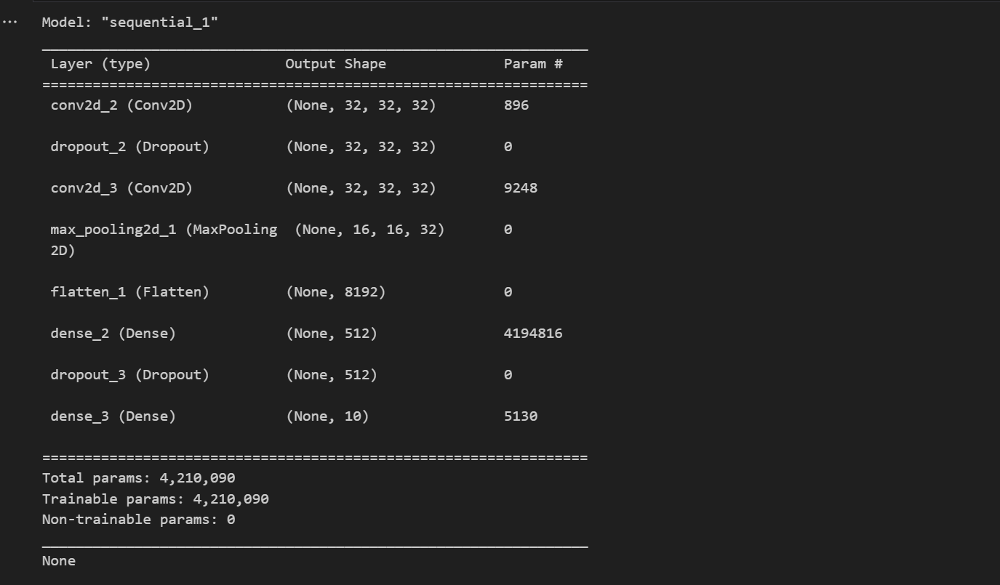 Model: "sequential_1"
_________________________________________________________________
Layer (type) Output Shape Param #
=================================================================
conv2d_2 (Conv2D) (None, 32, 32, 32) 896
dropout_2 (Dropout) (None, 32, 32, 32) 0
conv2d_3 (Conv2D) (None, 32, 32, 32) 9248
max_pooling2d_1 (MaxPooling (None, 16, 16, 32) 0
2D)
flatten_1 (Flatten) (None, 8192) 0
dense_2 (Dense) (None, 512) 4194816
dropout_3 (Dropout) (None, 512) 0
dense_3 (Dense) (None, 10) 5130
=================================================================
Total params: 4,210,090
Trainable params: 4,210,090
Non-trainable params: 0
_________________________________________________________________
None